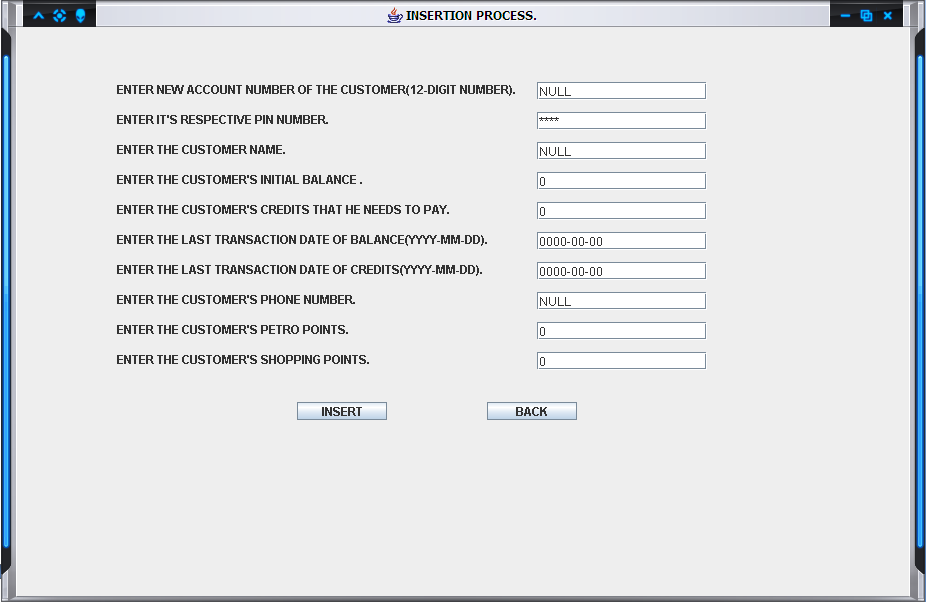 INSERTION PROCESS.
ENTER NEW ACCOUNT NUMBER OF THE CUSTOMER(12-DIGIT NUMBER). NULL
ENTER IT'S RESPECTIVE PIN NUMBER. ****
ENTER THE CUSTOMER NAME. NULL
ENTER THE CUSTOMER'S INITIAL BALANCE . 0
ENTER THE CUSTOMER'S CREDITS THAT HE NEEDS TO PAY. 0
ENTER THE LAST TRANSACTION DATE OF BALANCE(YYYY-MM-DD). 0000-00-00
ENTER THE LAST TRANSACTION DATE OF CREDITS(YYYY-MM-DD). 0000-00-00
ENTER THE CUSTOMER'S PHONE NUMBER. NULL
ENTER THE CUSTOMER'S PETRO POINTS. 0
ENTER THE CUSTOMER'S SHOPPING POINTS. 0
INSERT BACK